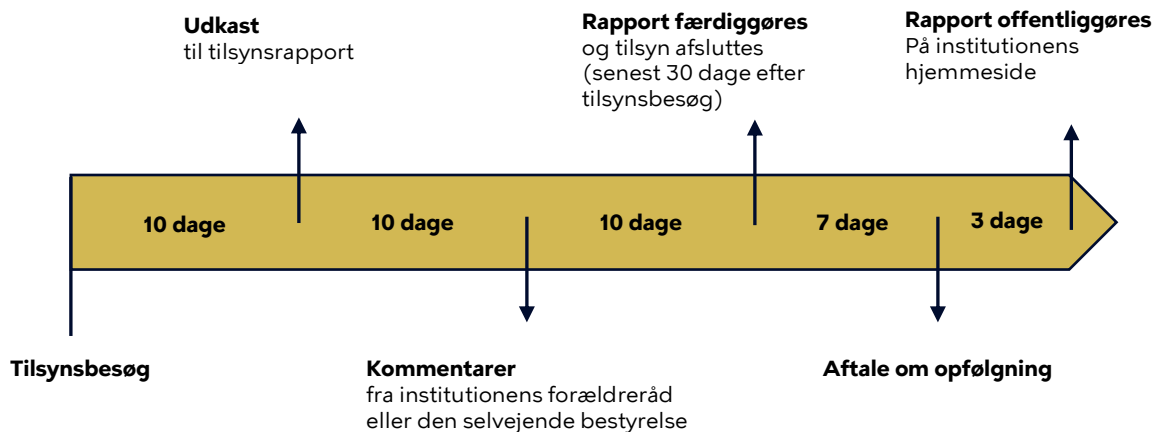 Udkast
til tilsynsrapport
Rapport færdiggøres
og tilsyn afsluttes
(senest 30 dage efter
tilsynsbesøg)
Rapport offentliggøres
På institutionens
hjemmeside
10 dage
10 dage
10 dage
7 dage
3 dage
Tilsynsbesøg
Kommentarer
fra institutionens forældreråd
eller den selvejende bestyrelse
Aftale om opfølgning